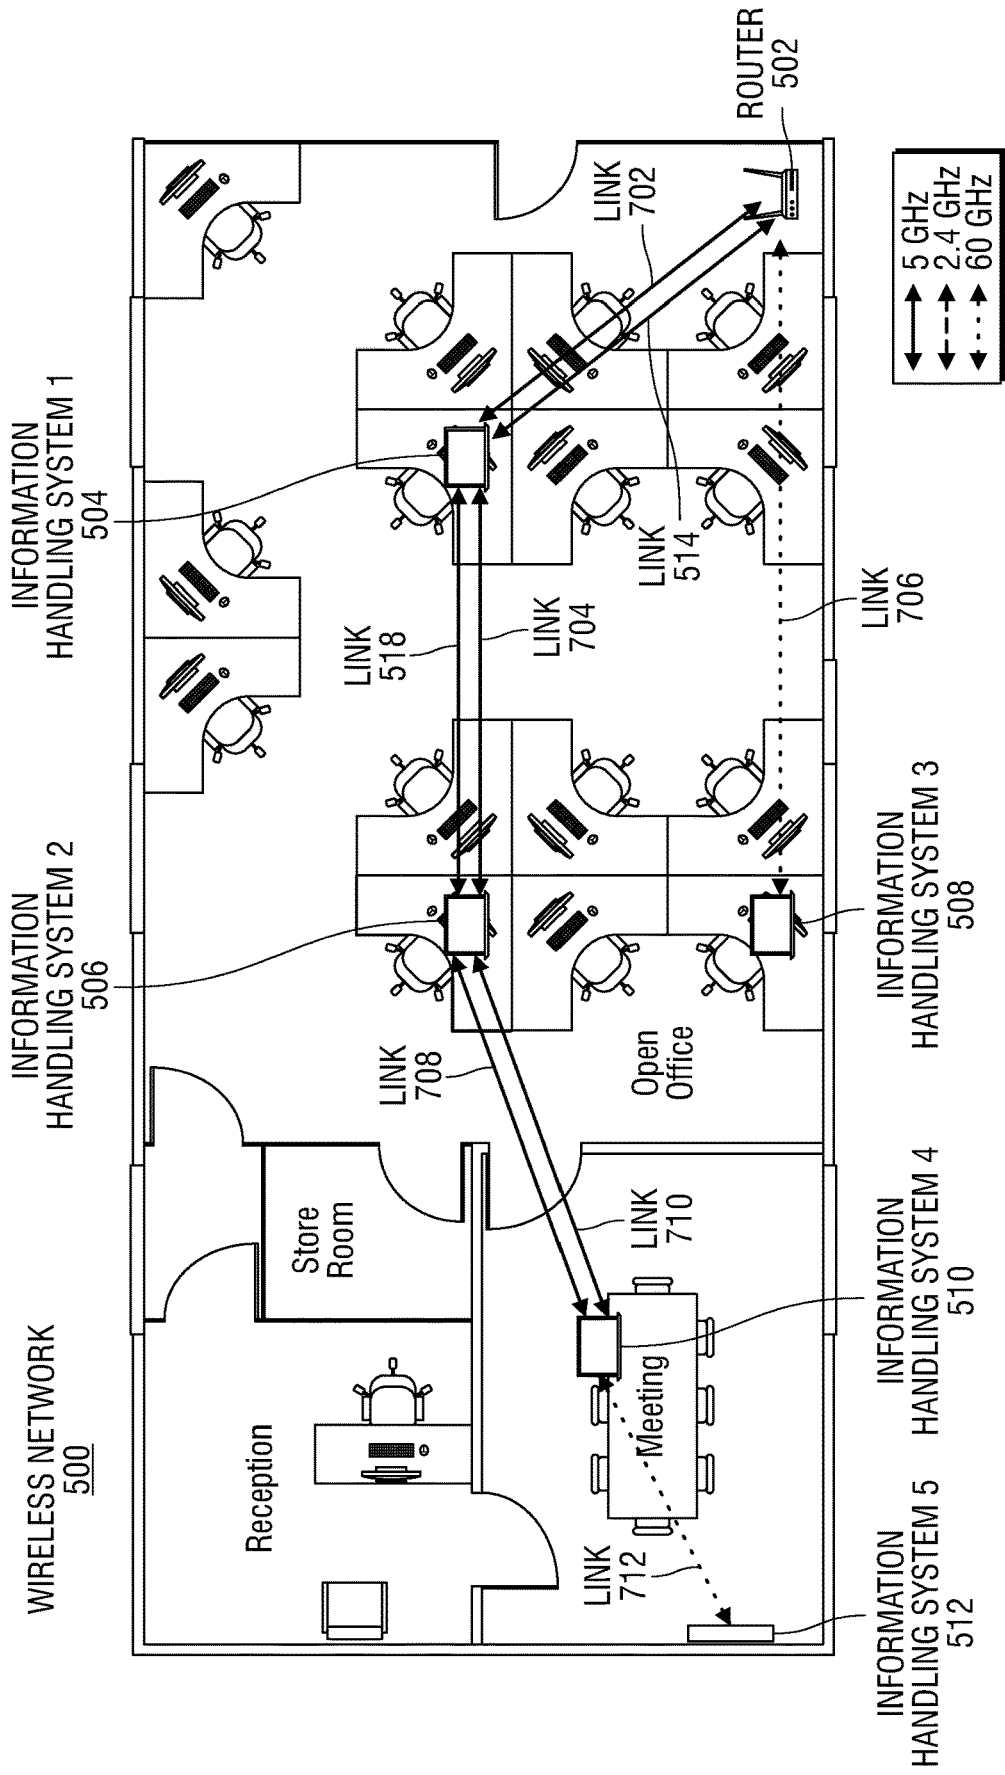 WIRELESS NETWORK
500
INFORMATION
HANDLING SYSTEM 2
506
INFORMATION
HANDLING SYSTEM 1
504
Reception
Store
Room
LINK
708
LINK
518
LINK
704
LINK
702
ROUTER
502
LINK
514
LINK
712
Meeting
LINK
710
Open
Office
LINK
706
INFORMATION
HANDLING SYSTEM 5
512
INFORMATION
HANDLING SYSTEM 4
510
INFORMATION
HANDLING SYSTEM 3
508
5 GHz
2.4 GHz
60 GHz